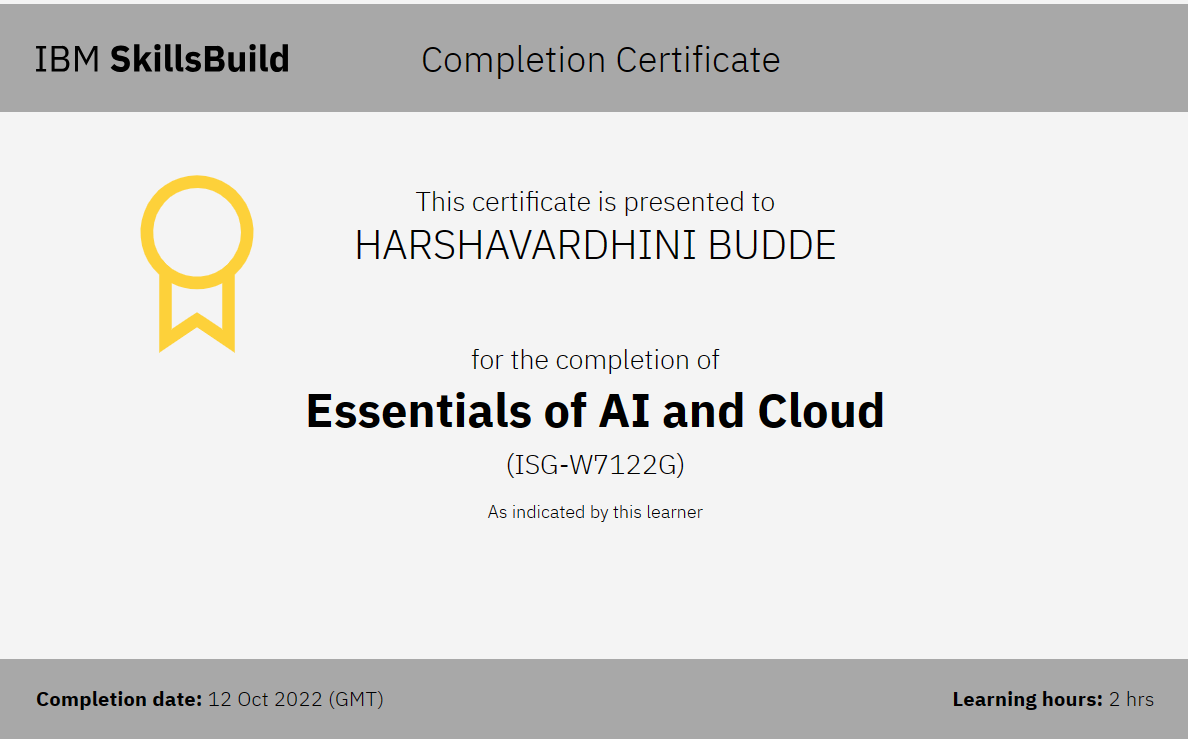 IBM SkillsBuild
Completion Certificate
This certificate is presented to
HARSHAVARDHINI BUDDE
for the completion of
Essentials of AI and Cloud
(ISG-W7122G)
As indicated by this learner
Completion date: 12 Oct 2022 (GMT)
Learning hours: 2 hrs